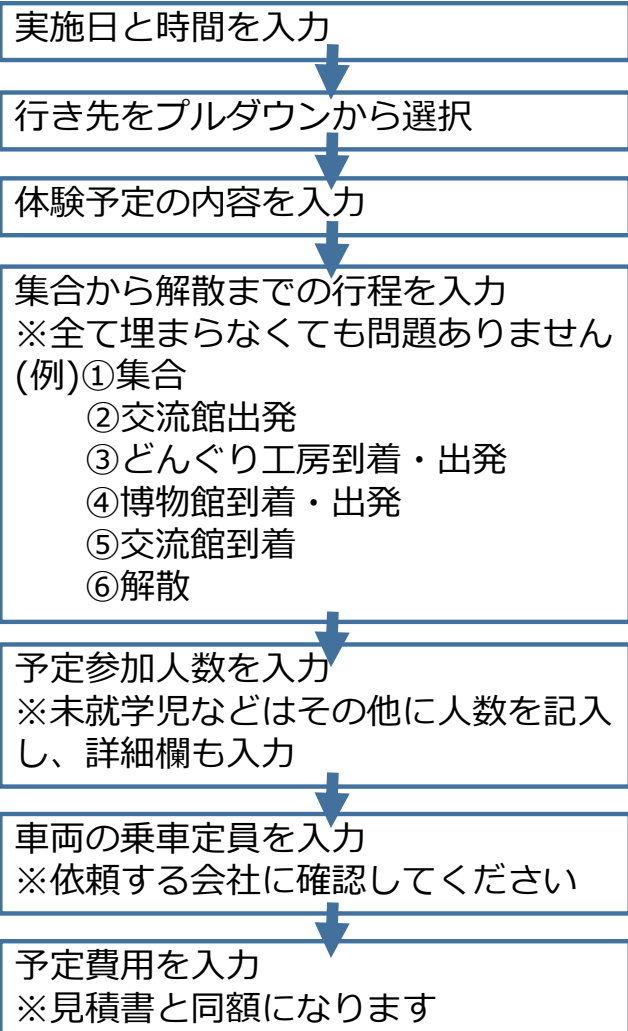 実施日と時間を入力
行き先をプルダウンから選択
体験予定の内容を入力
集合から解散までの行程を入力
※全て埋まらなくても問題ありません
(例)①集合
②交流館出発
③どんぐり工房到着・出発
④博物館到着・出発
⑤交流館到着
⑥解散
予定参加人数を入力
※未就学児などはその他に人数を記入
し、詳細欄も入力
車両の乗車定員を入力
※依頼する会社に確認してください
予定費用を入力
※見積書と同額になります